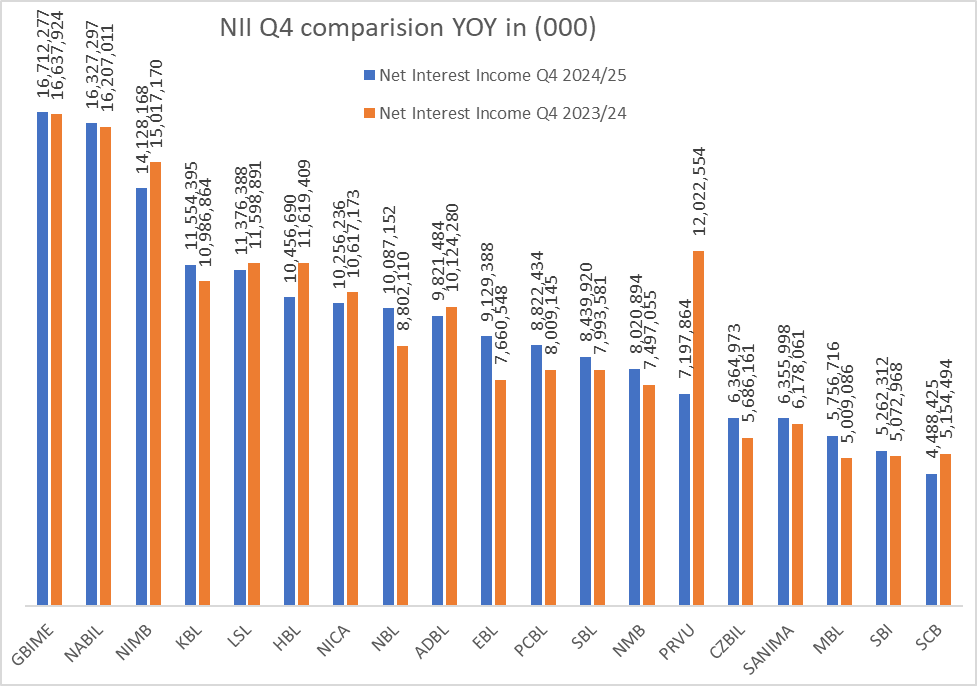 NII Q4 comparision YOY in (000)
Net Interest Income Q4 2024/25
Net Interest Income Q4 2023/24
16,712,277
16,637,924
16,327,297
16,207,011
14,128,168
15,017,170
11,554,395
10,986,864
11,376,388
11,598,891
10,456,690
11,619,409
10,256,236
10,617,173
10,087,152
8,802,110
9,821,484
10,124,280
9,129,388
7,660,548
8,822,434
8,009,145
8,439,920
7,993,581
8,020,894
7,497,055
7,197,864
12,022,554
6,364,973
5,686,161
6,355,998
6,178,061
5,756,716
5,009,086
5,262,312
5,072,968
4,488,425
5,154,494
GBIME
NABIL
NIMB
KBL
LSL
HBL
NICA
NBL
ADBL
EBL
PCBL
SBL
NMB
PRVU
CZBIL
SANIMA
MBL
SBI
SCB